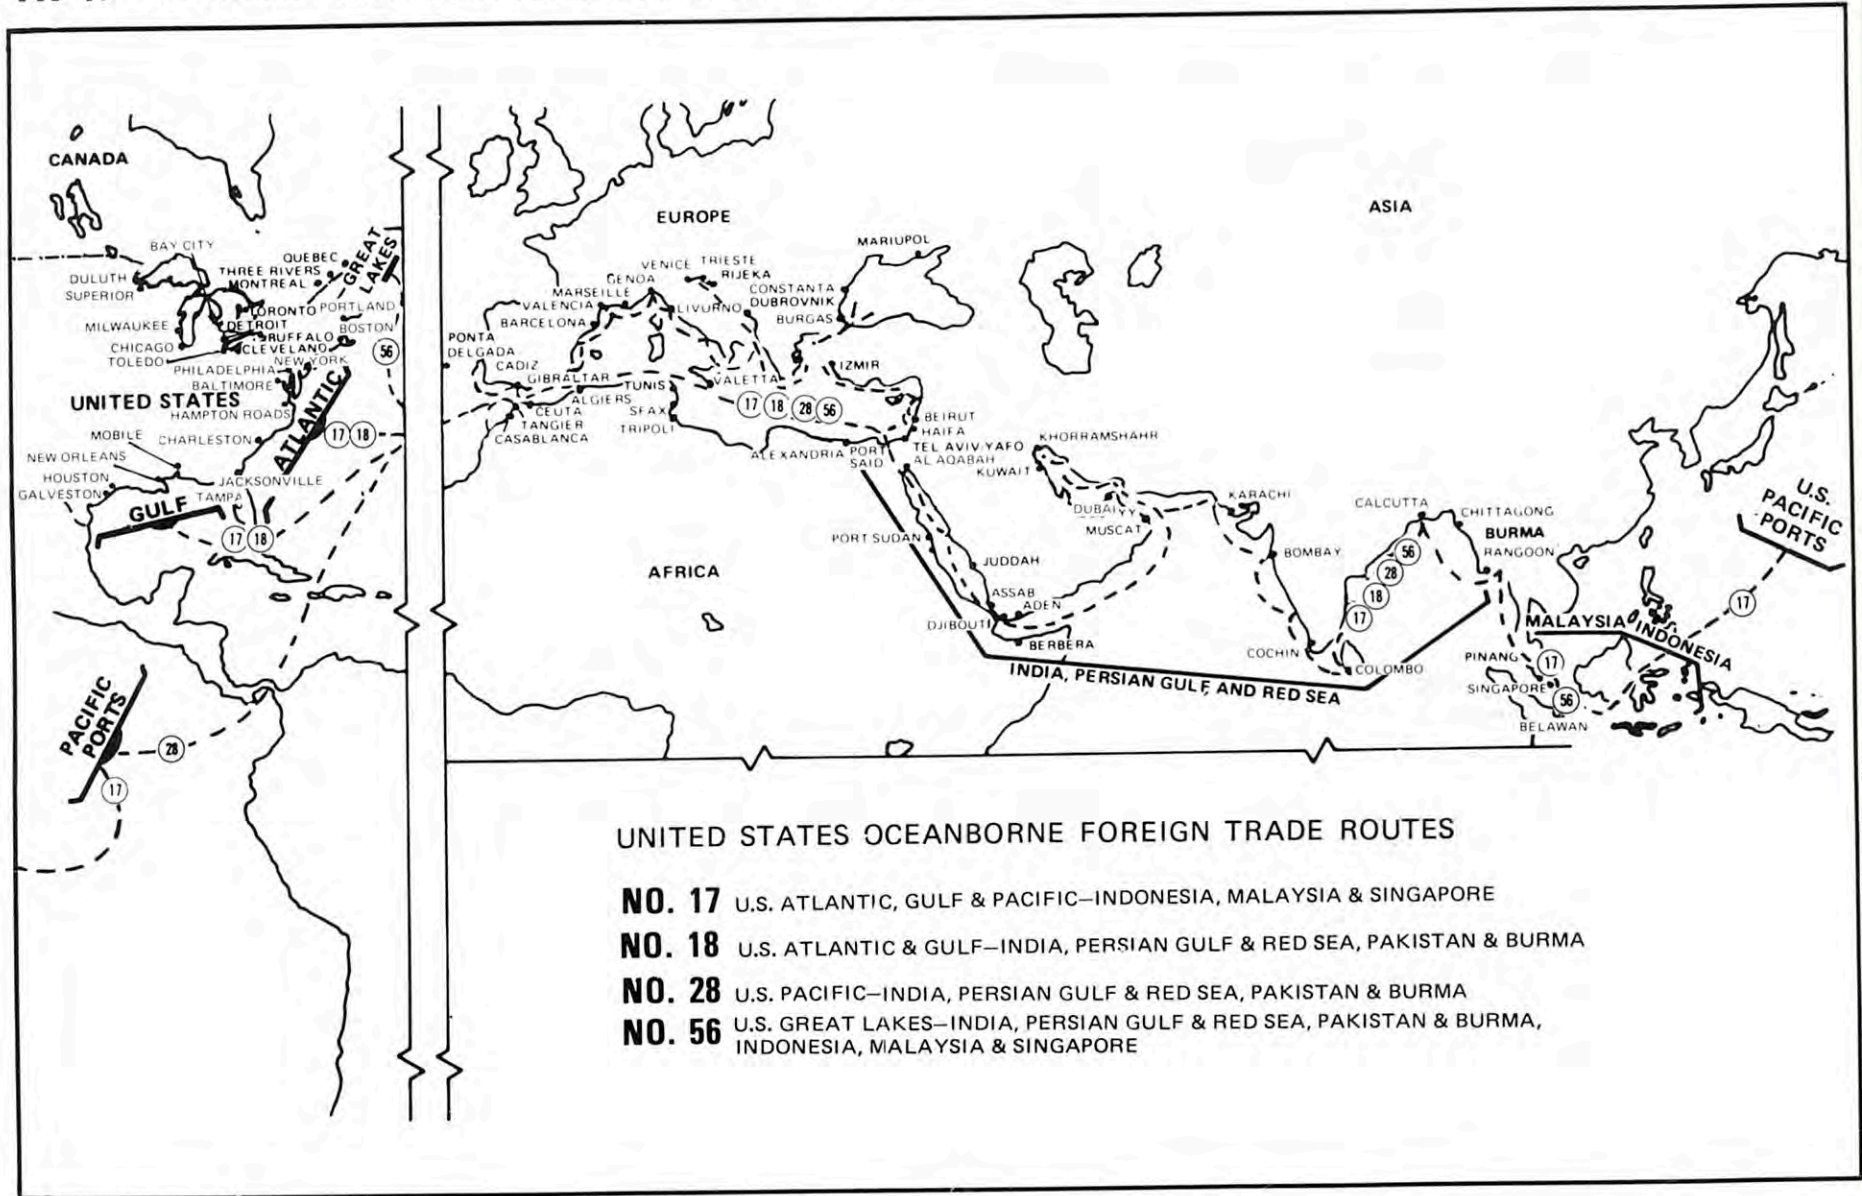 CANADA
BAY CITY
DULUTH
SUPERIOR
MILWAUKEE
CHICAGO
TOLEDO
QUEBEC
THREE RIVERS
MONTREAL
GREAT
LAKES
TORONTO
PORTLAND
DETROIT
BUFFALO
BOSTON
CLEVELAND
NEW YORK
PHILADELPHIA
BALTIMORE
UNITED STATES
HAMPTON ROADS
ATLANTIC
56
17 18
MOBILE
CHARLESTON
NEW ORLEANS
HOUSTON
GALVESTON
JACKSONVILLE
TAMPA
GULF
17 18
PACIFIC
PORTS
28
17
EUROPE
ASIA
AFRICA
MARIUPOL
VENICE
TRIESTE
RIJEKA
GENOA
CONSTANTA
MARSEILLE
DUBROVNIK
VALENCIA
LIVURNO
BURGAS
BARCELONA
PONTA
DELGADA
CADIZ
GIBRALTAR
TUNIS
VALETTA
IZMIR
ALGIERS
CEUTA
SFAX
TANGIER
TRIPOLI
CASABLANCA
17 18 28 56
BEIRUT
HAIFA
TEL AVIV/YAFO
AL AQABAH
ALEXANDRIA
PORT
SAID
KHORRAMSHAHR
KUWAIT
DUBAIYY
MUSCAT
KARACHI
PORT SUDAN
JUDDAH
ASSAB
ADEN
DJIBOUTI
BERBERA
BOMBAY
COCHIN
COLOMBO
CALCUTTA
CHITTAGONG
BURMA
RANGOON
56
28
18
17
INDIA, PERSIAN GULF, AND RED SEA
MALAYSIA
INDONESIA
PINANG
SINGAPORE
BELAWAN
17
56
U.S.
PACIFIC
PORTS
17
UNITED STATES OCEANBORNE FOREIGN TRADE ROUTES
NO. 17 U.S. ATLANTIC, GULF & PACIFIC–INDONESIA, MALAYSIA & SINGAPORE
NO. 18 U.S. ATLANTIC & GULF–INDIA, PERSIAN GULF & RED SEA, PAKISTAN & BURMA
NO. 28 U.S. PACIFIC–INDIA, PERSIAN GULF & RED SEA, PAKISTAN & BURMA
NO. 56 U.S. GREAT LAKES–INDIA, PERSIAN GULF & RED SEA, PAKISTAN & BURMA,
INDONESIA, MALAYSIA & SINGAPORE